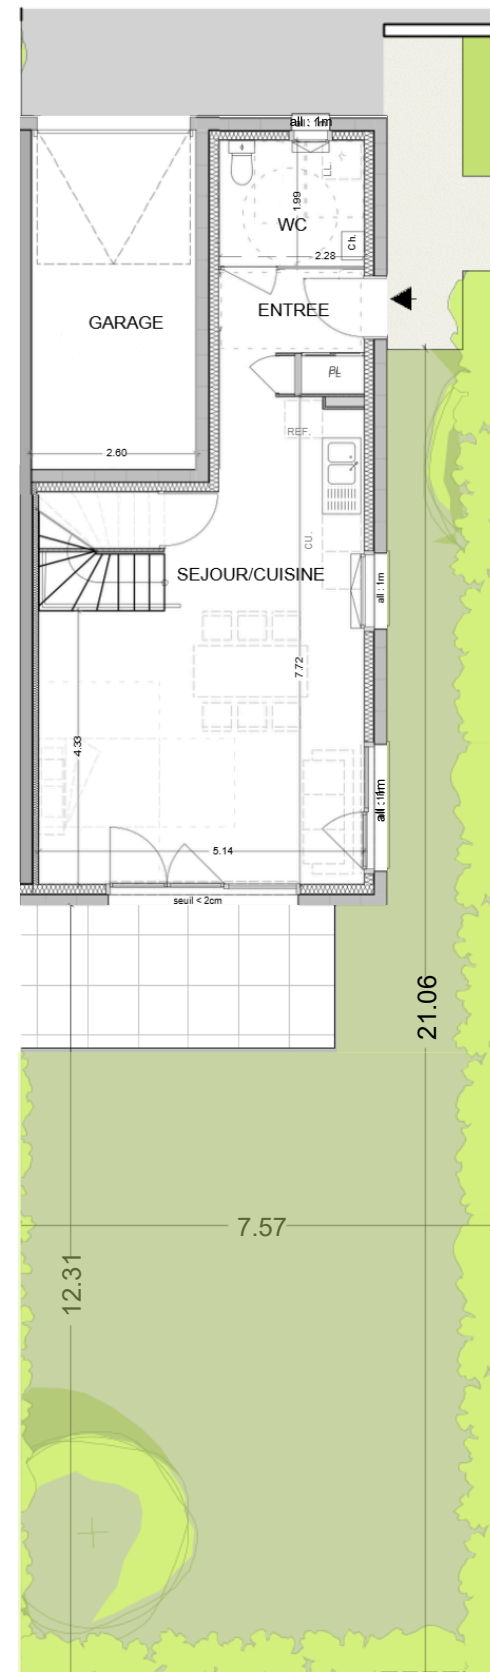 all : 1m
LL.
1.99
WC
Ch.
2.28
ENTREE
GARAGE
PL
REF.
2.60
CU.
SEJOUR/CUISINE
all : 1m
7.72
4.33
all : 1m
5.14
seuil < 2cm
21.06
7.57
12.31